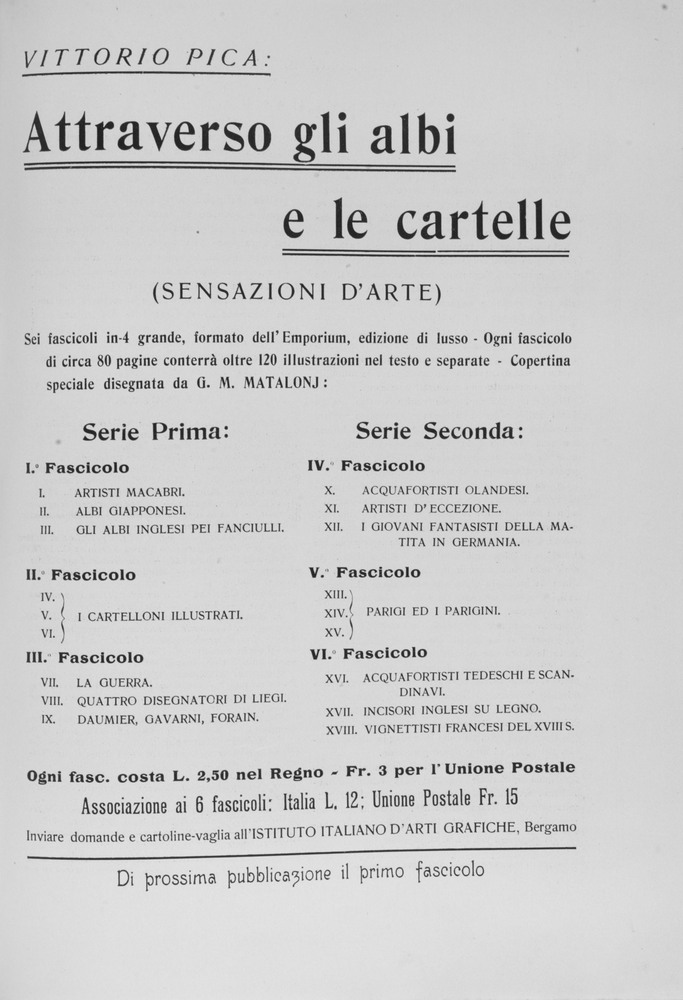 VITTORIO PICA:
Attraverso gli albi
e le cartelle
(SENSAZIONI D'ARTE)
Sei fascicoli in-4 grande, formato dell'Emporium, edizione di lusso - Ogni fascicolo
di circa 80 pagine conterrà oltre 120 illustrazioni nel testo e separate - Copertina
speciale disegnata da G. M. MATALONJ:
Serie Prima:
I.º Fascicolo
I. ARTISTI MACABRI.
II. ALBI GIAPPONESI.
III. GLI ALBI INGLESI PEI FANCIULLI.
II.º Fascicolo
IV.
V. I CARTELLONI ILLUSTRATI.
VI.
III.º Fascicolo
VII. LA GUERRA.
VIII. QUATTRO DISEGNATORI DI LIEGI.
IX. DAUMIER, GAVARNI, FORAIN.
Serie Seconda:
IV.º Fascicolo
X. ACQUAFORTISTI OLANDESI.
XI. ARTISTI D'ECCEZIONE.
XII. I GIOVANI FANTASISTI DELLA MA-
TITA IN GERMANIA.
V.º Fascicolo
XIII.
XIV. PARIGI ED I PARIGINI.
XV.
VI.º Fascicolo
XVI. ACQUAFORTISTI TEDESCHI E SCAN-
DINAVI.
XVII. INCISORI INGLESI SU LEGNO.
XVIII. VIGNETTISTI FRANCESI DEL XVIII S.
Ogni fasc. costa L. 2,50 nel Regno - Fr. 3 per l'Unione Postale
Associazione ai 6 fascicoli: Italia L. 12; Unione Postale Fr. 15
Inviare domande e cartoline-vaglia all'ISTITUTO ITALIANO D'ARTI GRAFICHE, Bergamo
Di prossima pubblicazione il primo fascicolo